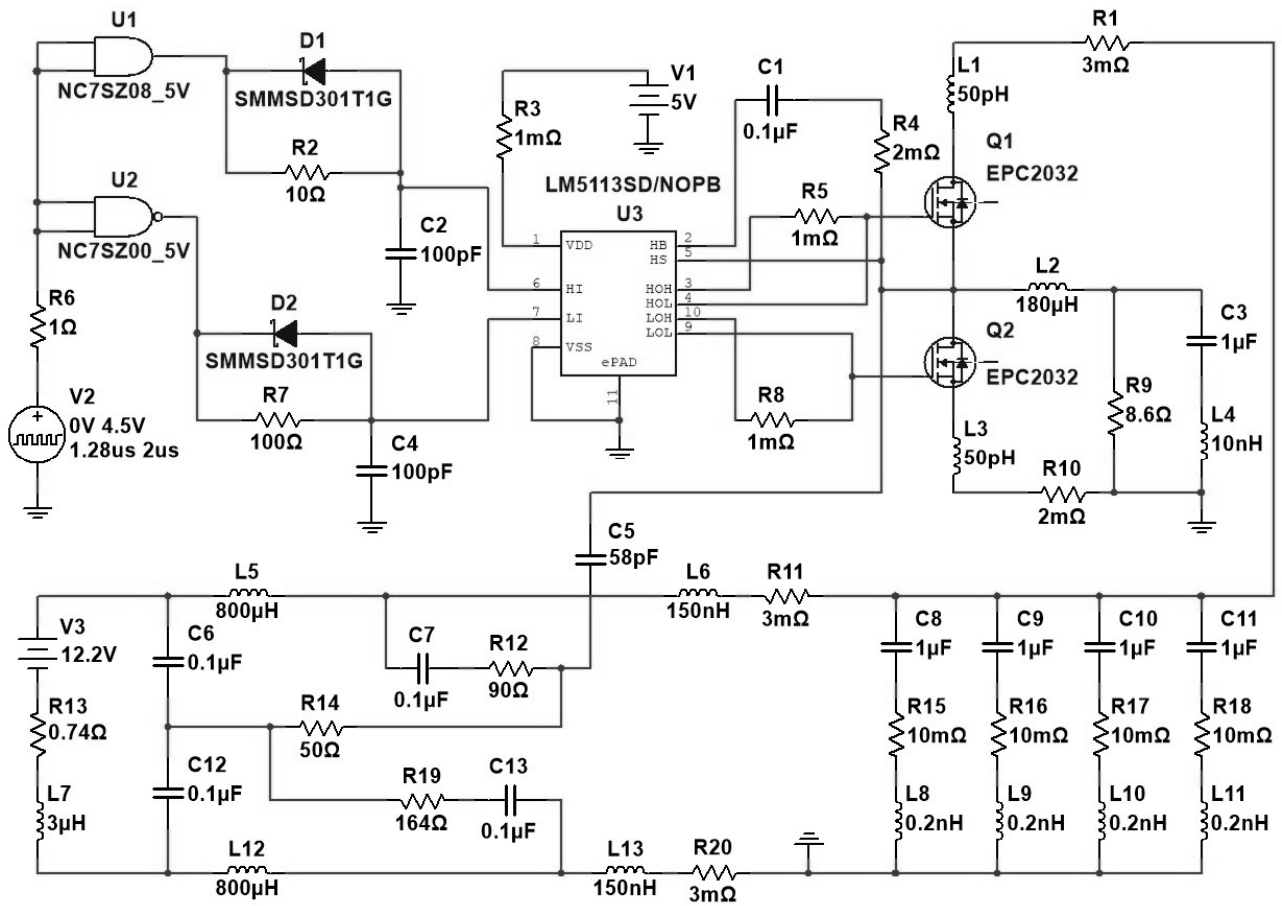 U1
NC7SZ08_5V
D1
SMMSD301T1G
R2
10Ω
U2
NC7SZ00_5V
R6
1Ω
V2
0V 4.5V
1.28us 2us
C2
100pF
D2
SMMSD301T1G
R7
100Ω
C4
100pF
R3
1mΩ
V1
5V
C1
0.1µF
R4
2mΩ
LM5113SD/NOPB
U3
1
VDD
6
HI
7
LI
8
VSS
ePAD
11
HB
2
HS
5
HOH
3
HOL
4
LOH
10
LOL
9
R5
1mΩ
R8
1mΩ
R1
3mΩ
L1
50pH
Q1
EPC2032
L2
180µH
Q2
EPC2032
C3
1µF
R9
8.6Ω
L4
10nH
L3
50pH
R10
2mΩ
C5
58pF
L5
800µH
L6
150nH
R11
3mΩ
V3
12.2V
C6
0.1µF
C7
0.1µF
R12
90Ω
R13
0.74Ω
R14
50Ω
C12
0.1µF
R19
164Ω
C13
0.1µF
L7
3µH
L12
800µH
L13
150nH
R20
3mΩ
C8
1µF
C9
1µF
C10
1µF
C11
1µF
R15
10mΩ
R16
10mΩ
R17
10mΩ
R18
10mΩ
L8
0.2nH
L9
0.2nH
L10
0.2nH
L11
0.2nH